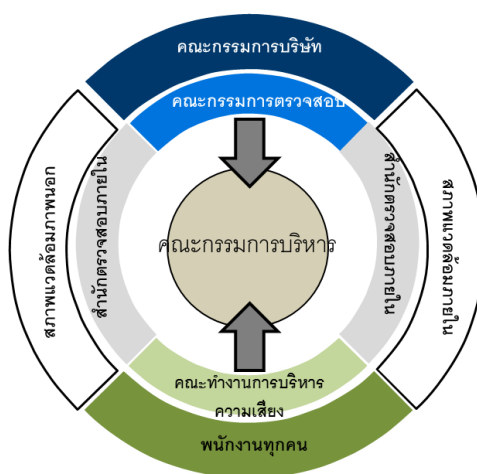 คณะกรรมการบริษัท
คณะกรรมการตรวจสอบ
สภาพแวดล้อมภาพนอก
สำนักตรวจสอบภายใน
คณะกรรมการบริหาร
สำนักตรวจสอบภายใน
สภาพแวดล้อมภายใน
คณะทำงานการบริหาร
ความเสี่ยง
พนักงานทุกคน